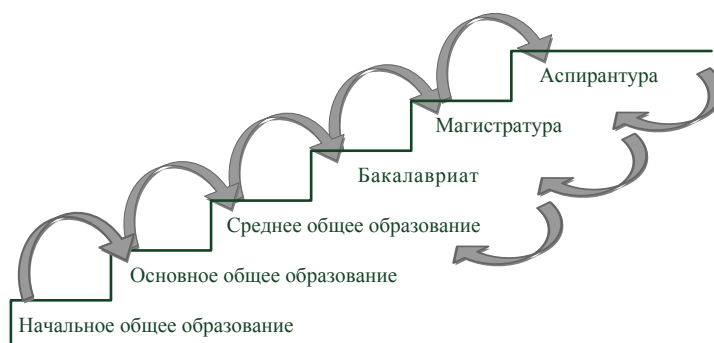 Аспирантура
Магистратура
Бакалавриат
Среднее общее образование
Основное общее образование
Начальное общее образование